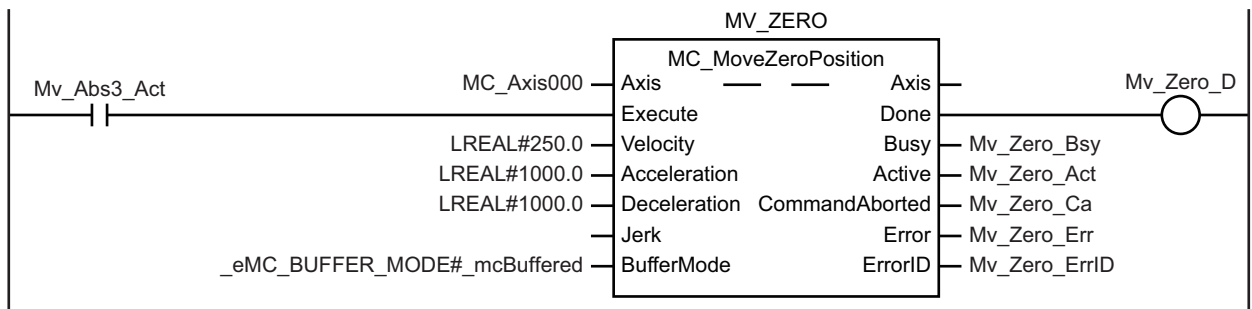 MV_ZERO
MC_MoveZeroPosition
Mv_Abs3_Act
MC_Axis000 Axis Axis Mv_Zero_D
Execute Done
LREAL#250.0 Velocity Busy Mv_Zero_Bsy
LREAL#1000.0 Acceleration Active Mv_Zero_Act
LREAL#1000.0 Deceleration CommandAborted Mv_Zero_Ca
Jerk Error Mv_Zero_Err
_eMC_BUFFER_MODE#_mcBuffered BufferMode ErrorID Mv_Zero_ErrID